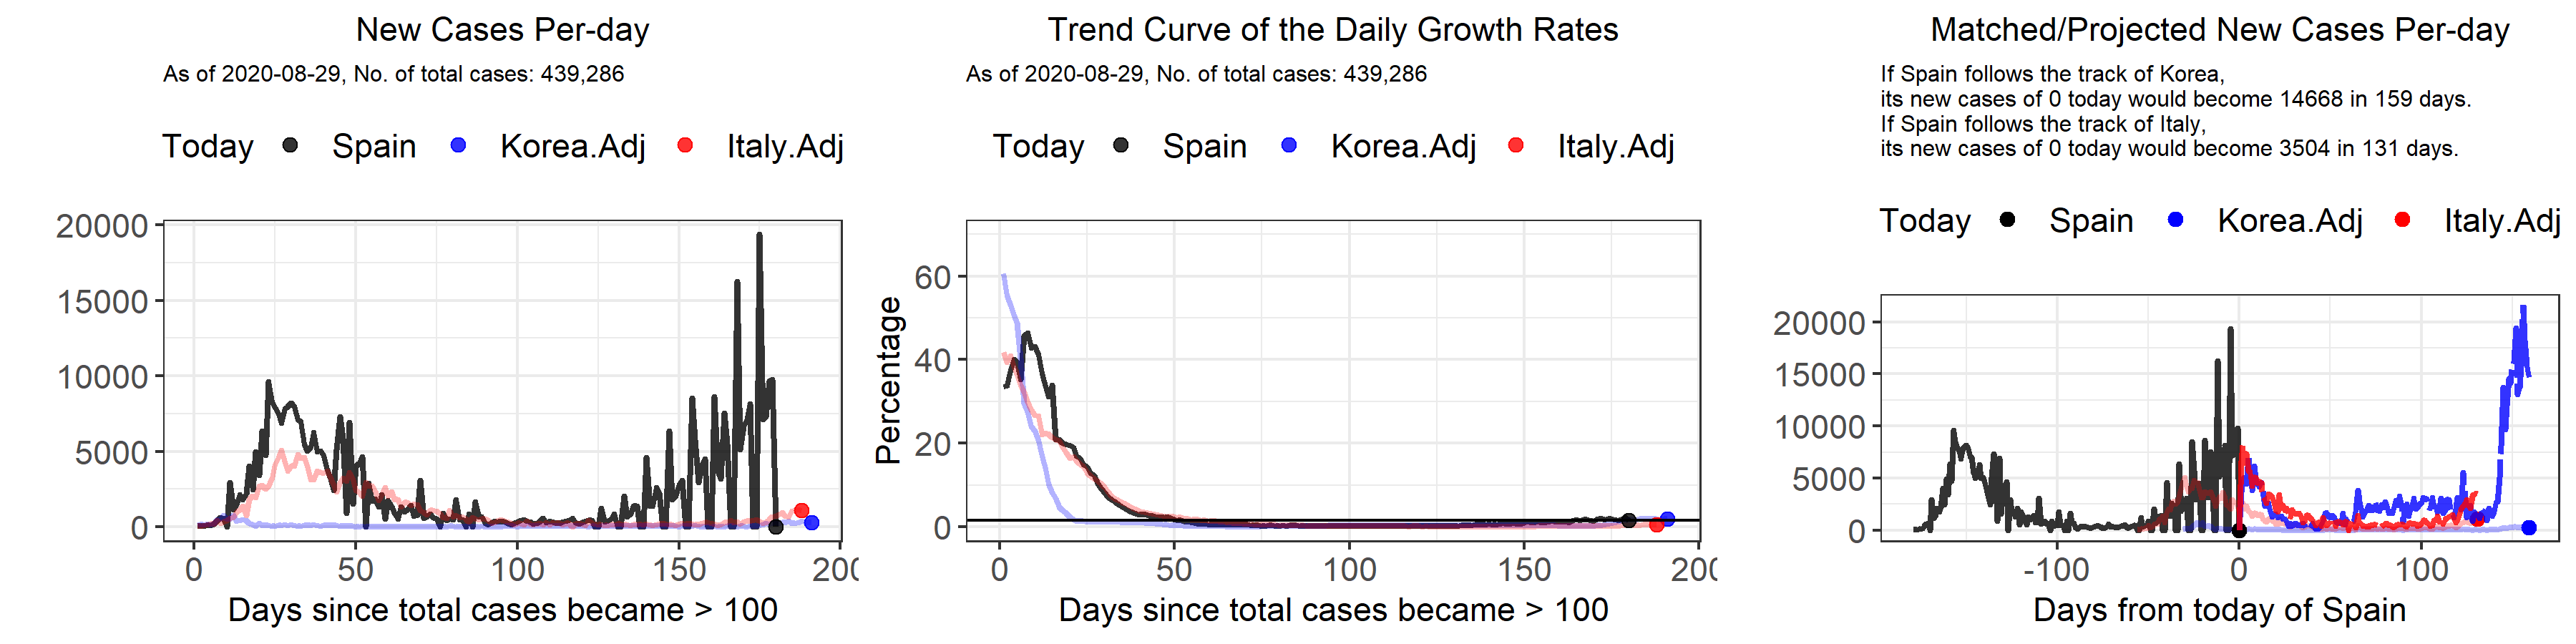 New Cases Per-day
As of 2020-08-29, No. of total cases: 439,286
Today Spain Korea.Adj Italy.Adj
20000
15000
10000
5000
0
0 50 100 150 200
Days since total cases became > 100
Trend Curve of the Daily Growth Rates
As of 2020-08-29, No. of total cases: 439,286
Today Spain Korea.Adj Italy.Adj
Percentage
60
40
20
0
0 50 100 150 200
Days since total cases became > 100
Matched/Projected New Cases Per-day
If Spain follows the track of Korea,
its new cases of 0 today would become 14668 in 159 days.
If Spain follows the track of Italy,
its new cases of 0 today would become 3504 in 131 days.
Today Spain Korea.Adj Italy.Adj
20000
15000
10000
5000
0
-100 0 100
Days from today of Spain